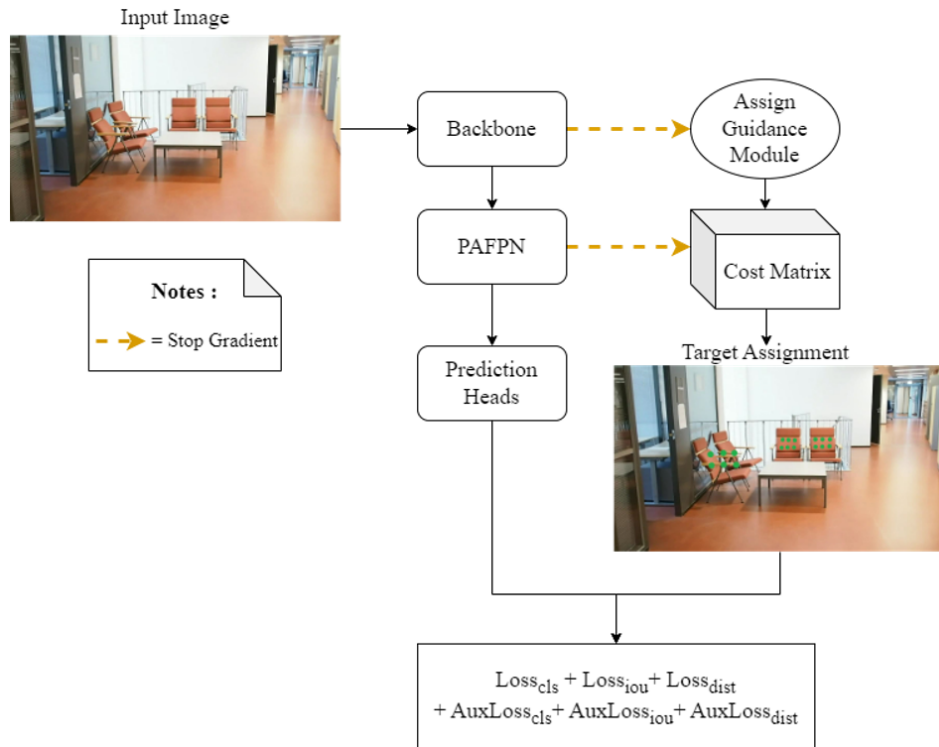 Input Image
Backbone
Assign
Guidance
Module
PAFPN
Cost Matrix
Notes :
= Stop Gradient
Prediction
Heads
Target Assignment
Loss_cls + Loss_iou+ Loss_dist
+ AuxLoss_cls+ AuxLoss_iou+ AuxLoss_dist